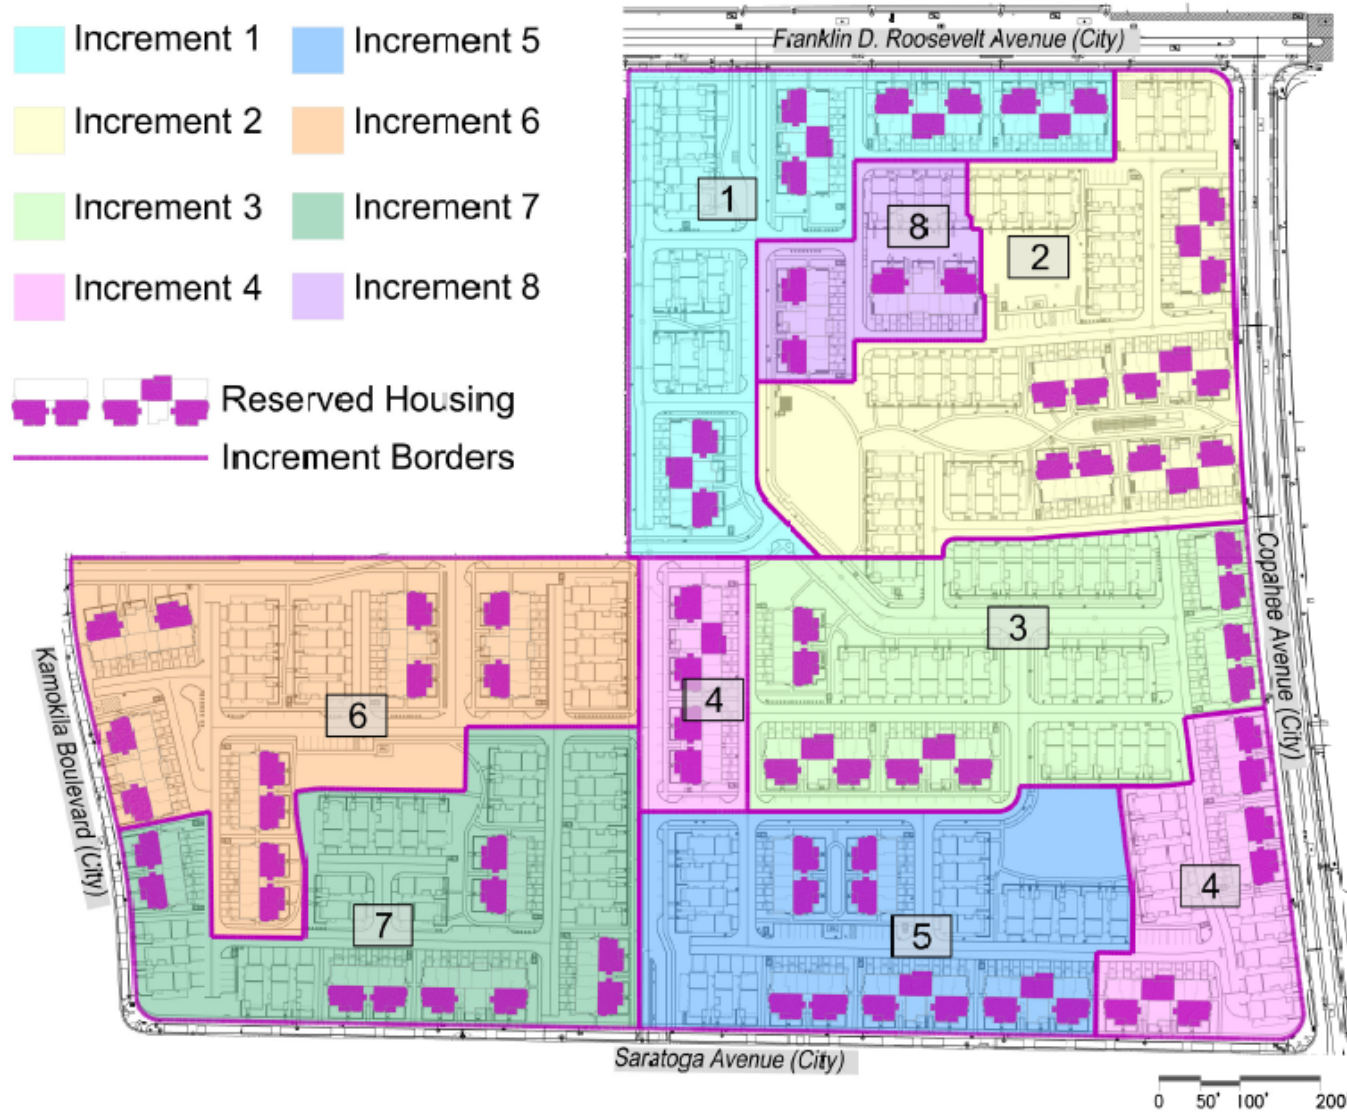 Increment 1
Increment 5
Increment 2
Increment 6
Increment 3
Increment 7
Increment 4
Increment 8
Reserved Housing
Increment Borders
Franklin D. Roosevelt Avenue (City)
1
8
2
Copahee Avenue (City)
3
4
6
Kamokila Boulevard (City)
4
7
5
Saratoga Avenue (City)
0 50' 100' 200